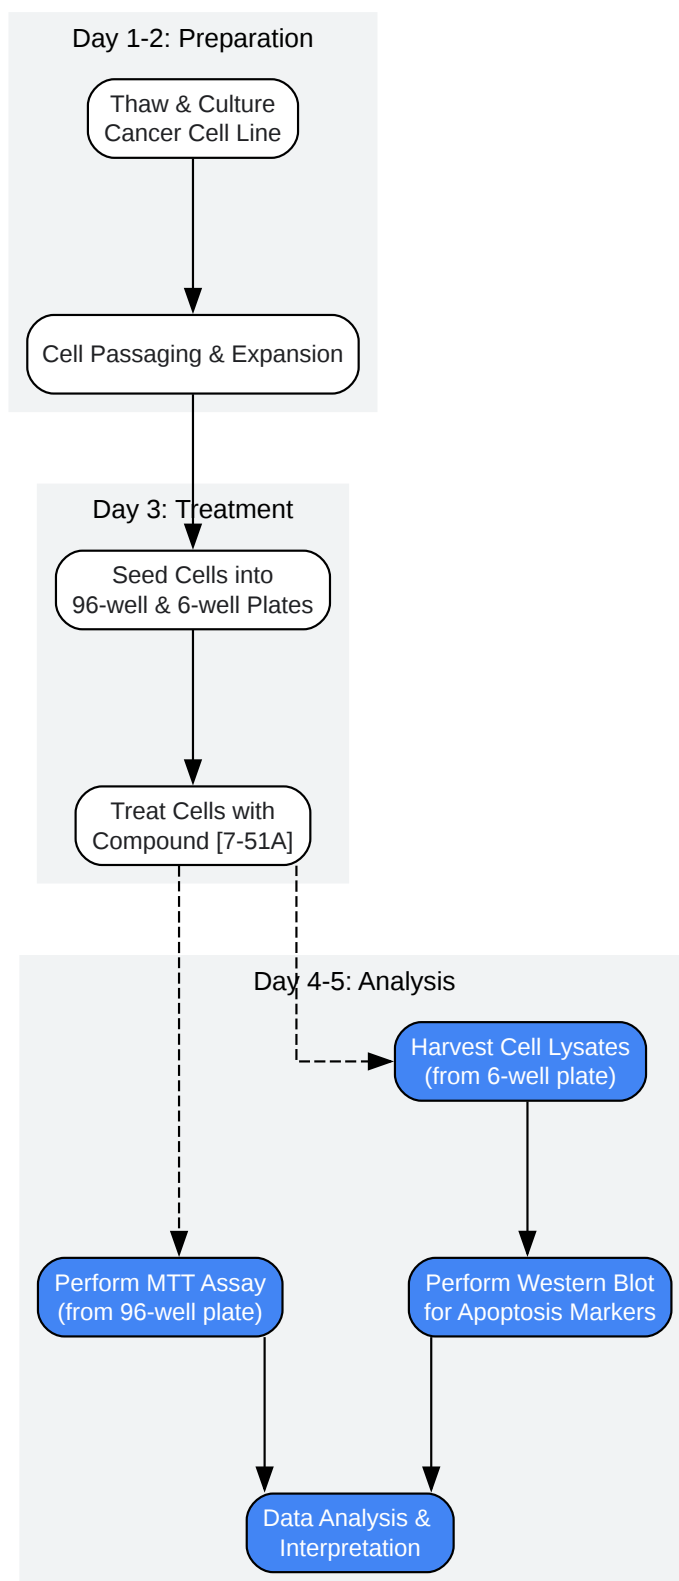 Day 1-2: Preparation
Thaw & Culture
Cancer Cell Line
Cell Passaging & Expansion
Day 3: Treatment
Seed Cells into
96-well & 6-well Plates
Treat Cells with
Compound [7-51A]
Day 4-5: Analysis
Harvest Cell Lysates
(from 6-well plate)
Perform MTT Assay
(from 96-well plate)
Perform Western Blot
for Apoptosis Markers
Data Analysis &
Interpretation